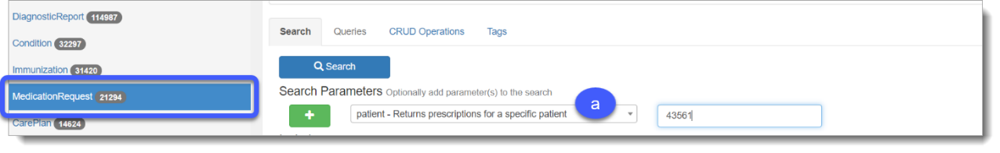 DiagnosticReport 114987
Condition 32297
Immunization 31420
MedicationRequest 21294
CarePlan 14624
Search Queries CRUD Operations Tags
Search
Search Parameters Optionally add parameter(s) to the search
+ patient - Returns prescriptions for a specific patient a 43561